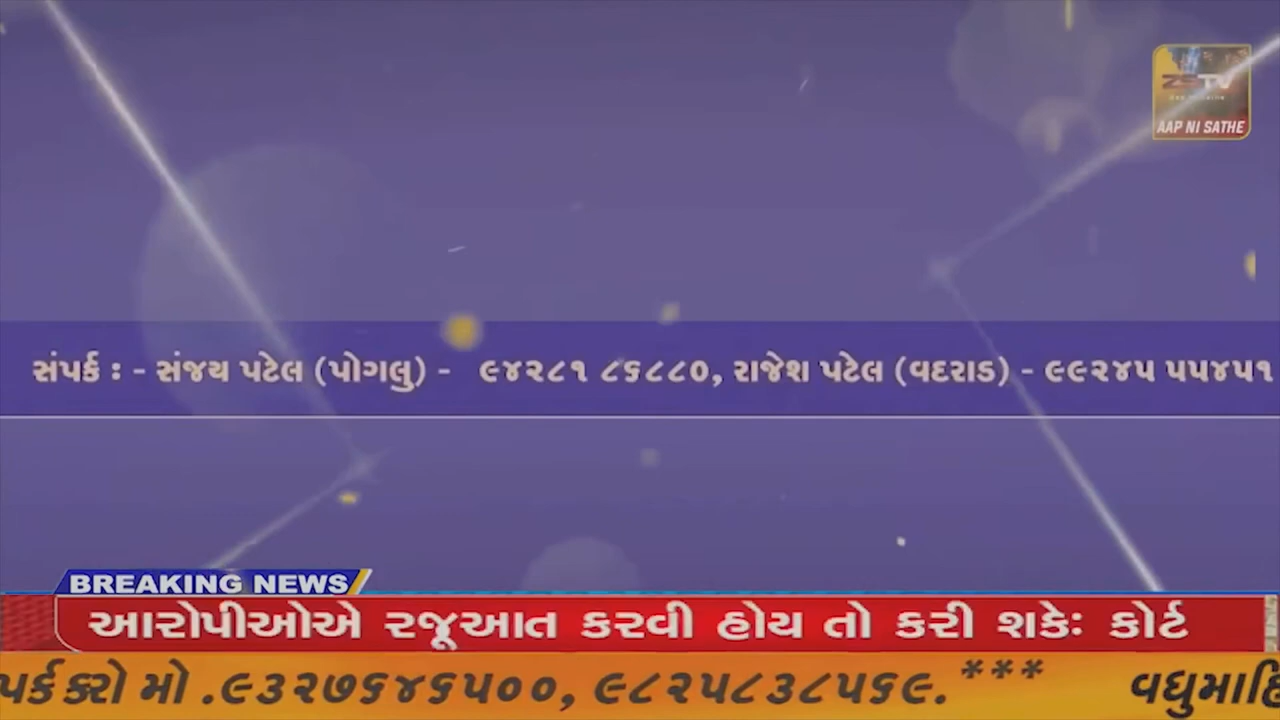 AAP NI SATHE
સંપર્ક : - સંજય પટેલ (પોગલુ) - ૯૪૨૮૧ ૮૬૮૮૦, રાજેશ પટેલ (વદરાડ) - ૯૯૨૪૫ ૫૫૪૫૧
BREAKING NEWS
આરોપીઓએ રજૂઆત કરવી હોય તો કરી શકેઃ કોર્ટ
પર્ક કરો મો .૯૩૨૭૬૪૬૫૦૦, ૯૮૨૫૮૩૮૫૬૯. *** વધુમાહિ